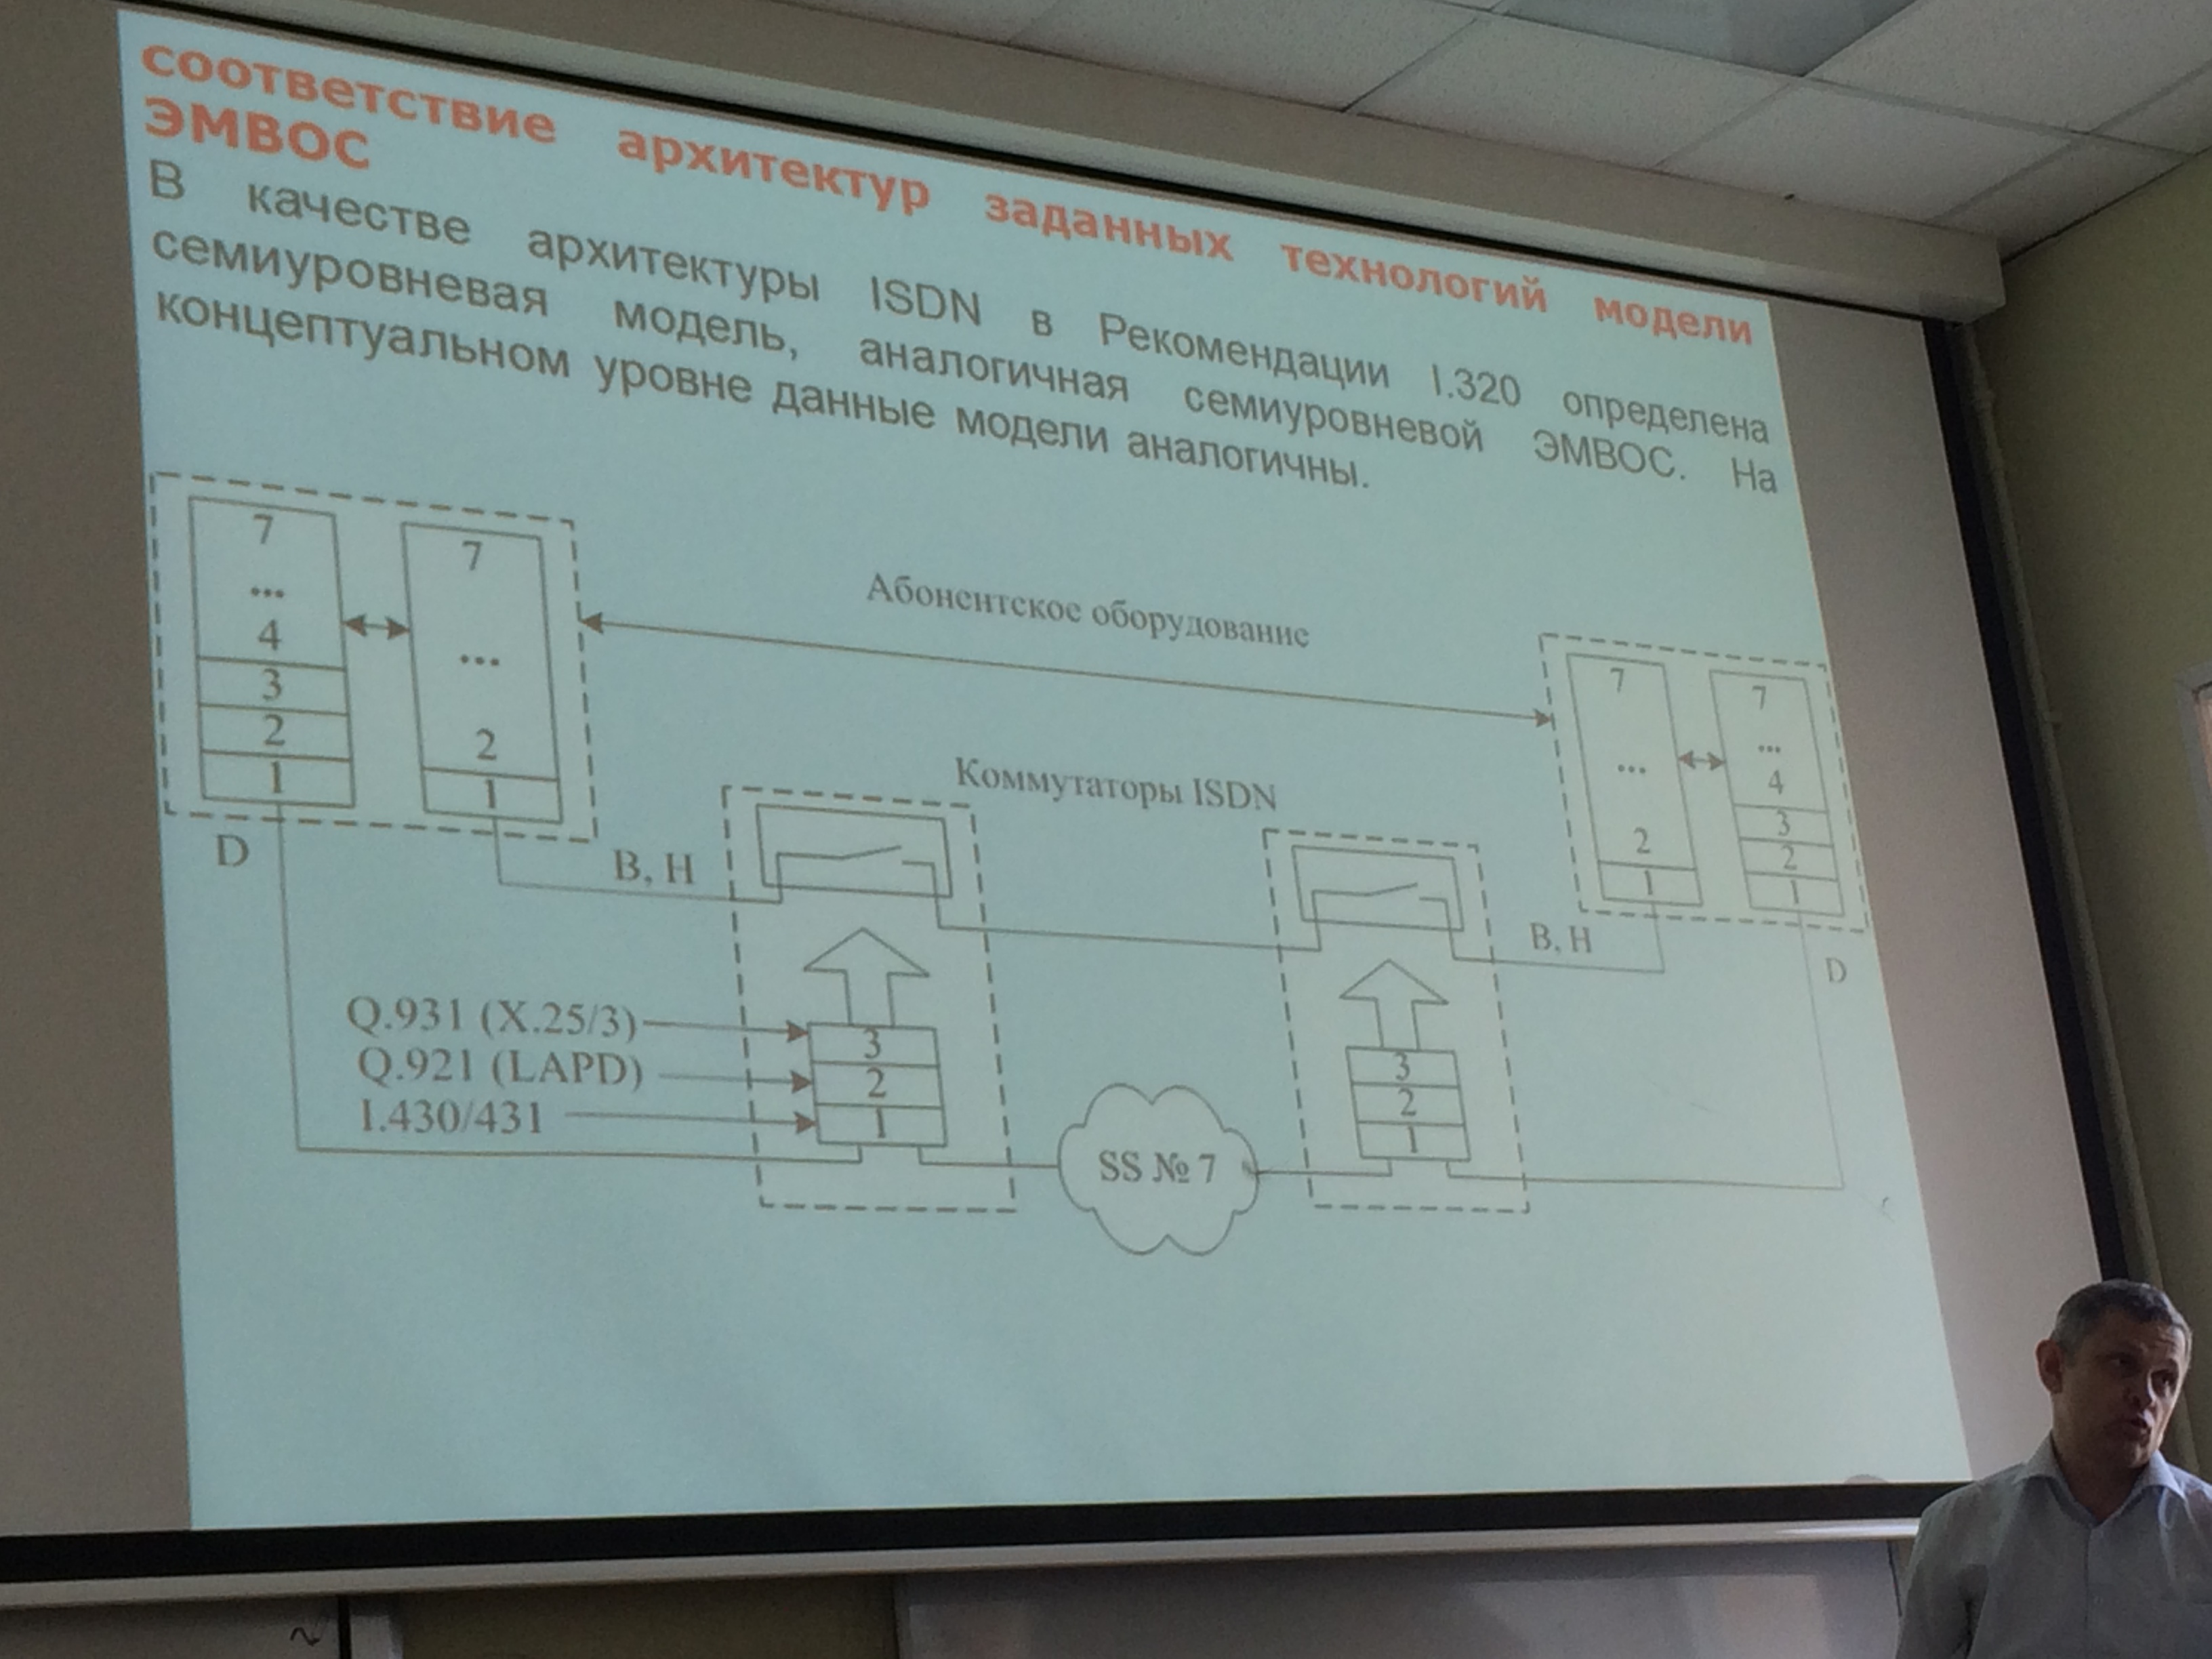 соответствие архитектур заданных технологий модели
ЭМВОС
В качестве архитектуры ISDN в Рекомендации I.320 определена
семиуровневая модель, аналогичная семиуровневой ЭМВОС. На
концептуальном уровне данные модели аналогичны.
7
...
4
3
2
1
7
...
2
1
Абонентское оборудование
7
...
2
1
7
...
4
3
2
1
Коммутаторы ISDN
D
B, H
B, H
D
Q.931 (X.25/3)
Q.921 (LAPD)
I.430/431
3
2
1
SS № 7
3
2
1